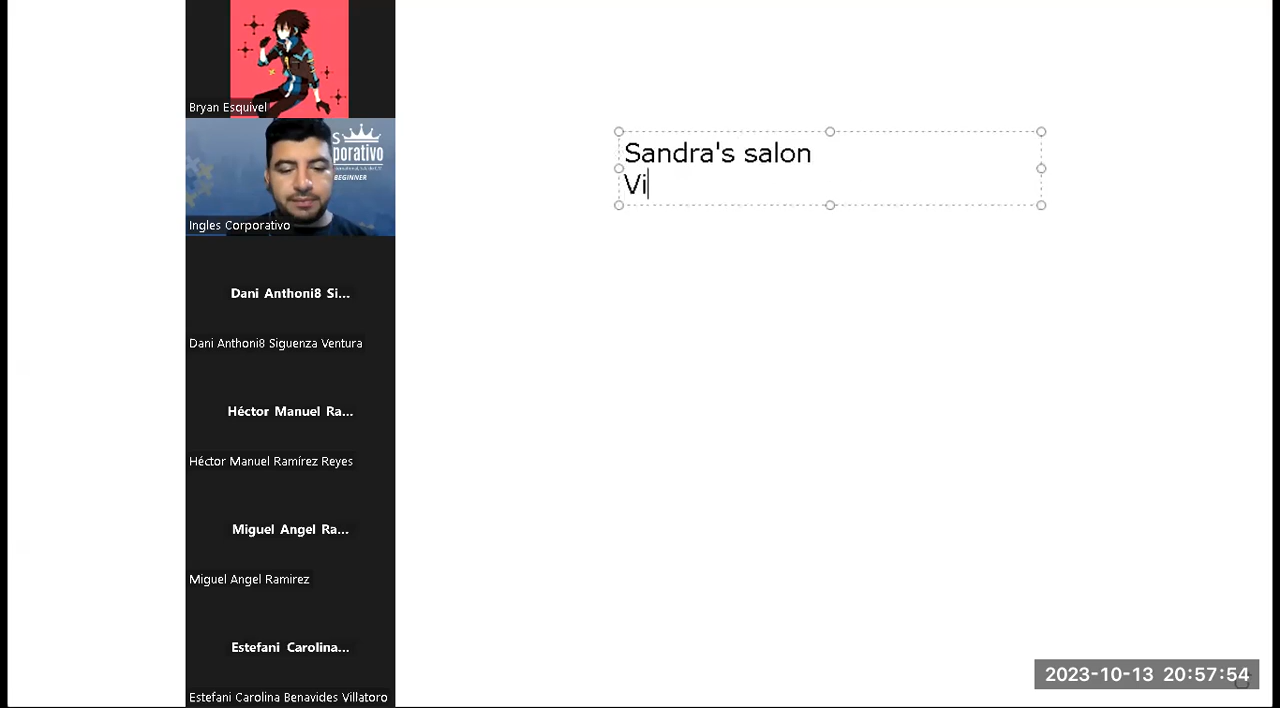 Bryan Esquivel
S
porativo
BEGINNER
Ingles Corporativo
Dani Anthoni8 Si...
Dani Anthoni8 Siguenza Ventura
Héctor Manuel Ra...
Héctor Manuel Ramírez Reyes
Miguel Angel Ra...
Miguel Angel Ramirez
Estefani Carolina...
Estefani Carolina Benavides Villatoro
Sandra's salon
Vi
2023-10-13 20:57:54